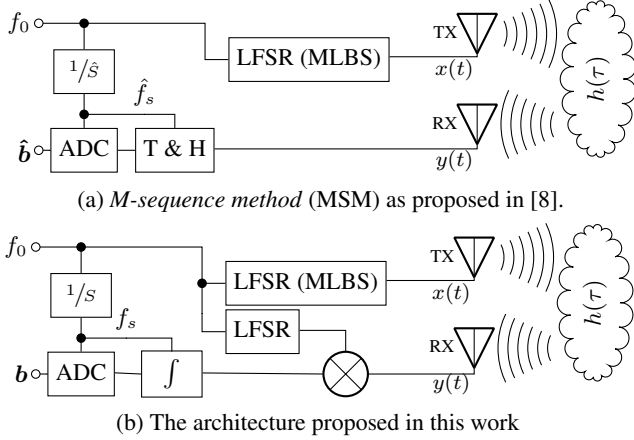 f₀
TX
1/Ŝ
LFSR (MLBS)
x(t)
h(τ)
f̂ₛ
RX
b̂
ADC
T & H
y(t)
(a) M-sequence method (MSM) as proposed in [8].
f₀
TX
1/S
LFSR (MLBS)
x(t)
h(τ)
fₛ
LFSR
RX
b
ADC
∫
y(t)
(b) The architecture proposed in this work